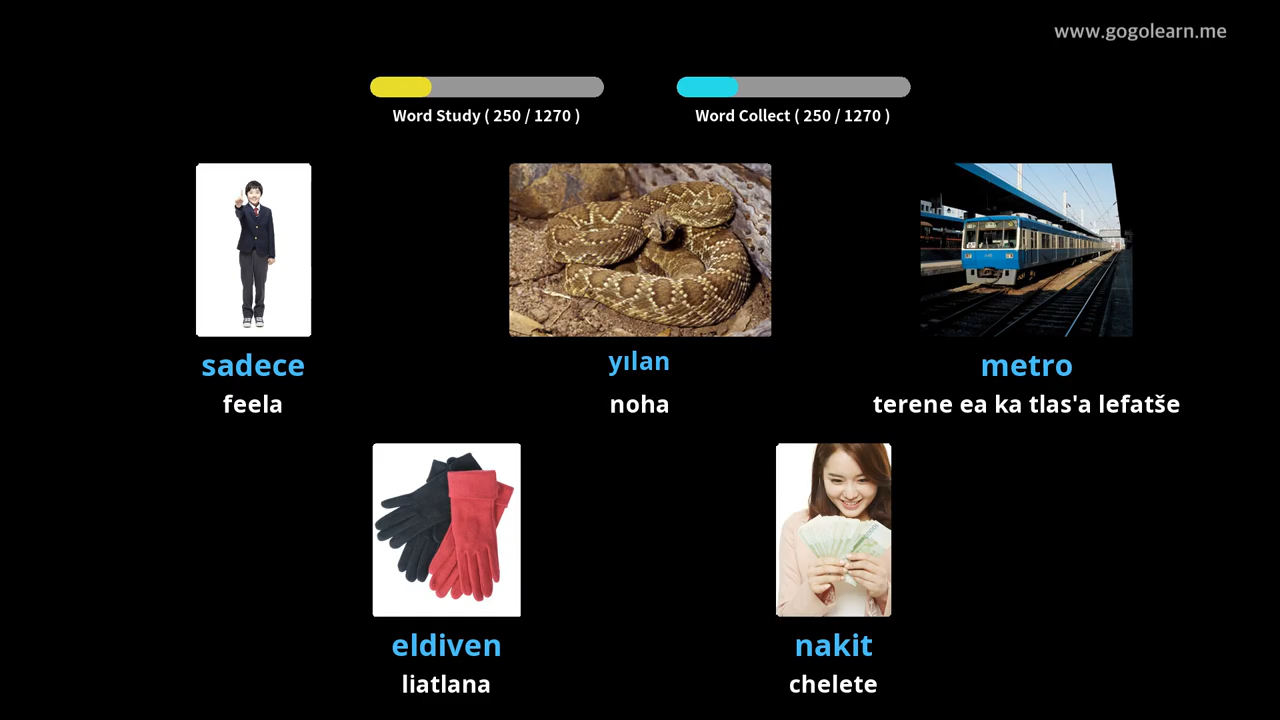 www.gogolearn.me
Word Study ( 250 / 1270 )
Word Collect ( 250 / 1270 )
sadece
feela
yılan
noha
metro
terene ea ka tlas'a lefatše
eldiven
liatlana
nakit
chelete